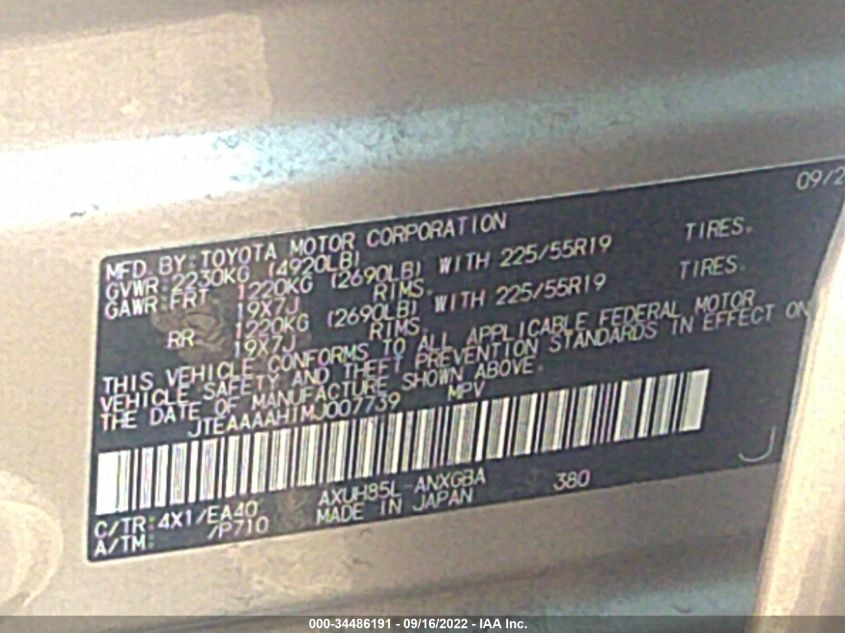 09/2
MFD. BY: TOYOTA MOTOR CORPORATION
GVWR: 2230KG (4920LB)
GAWR: FRT 1220KG (2690LB) WITH 225/55R19 TIRES.
19X7J RIMS.
RR 1220KG (2690LB) WITH 225/55R19 TIRES.
19X7J RIMS.
THIS VEHICLE CONFORMS TO ALL APPLICABLE FEDERAL MOTOR
VEHICLE SAFETY AND THEFT PREVENTION STANDARDS IN EFFECT ON
THE DATE OF MANUFACTURE SHOWN ABOVE.
JTEAAAAH1MJ007739 MPV
AXUH85L-ANXGBA 380
C/TR: 4X1/EA40 MADE IN JAPAN
A/TM: /P710
J
000-34486191 - 09/16/2022 - IAA Inc.